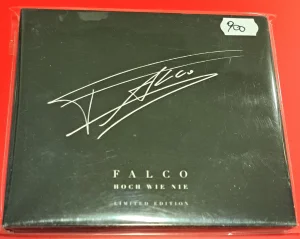 900
FALCO
FALCO
HOCH WIE NIE
LIMITED EDITION